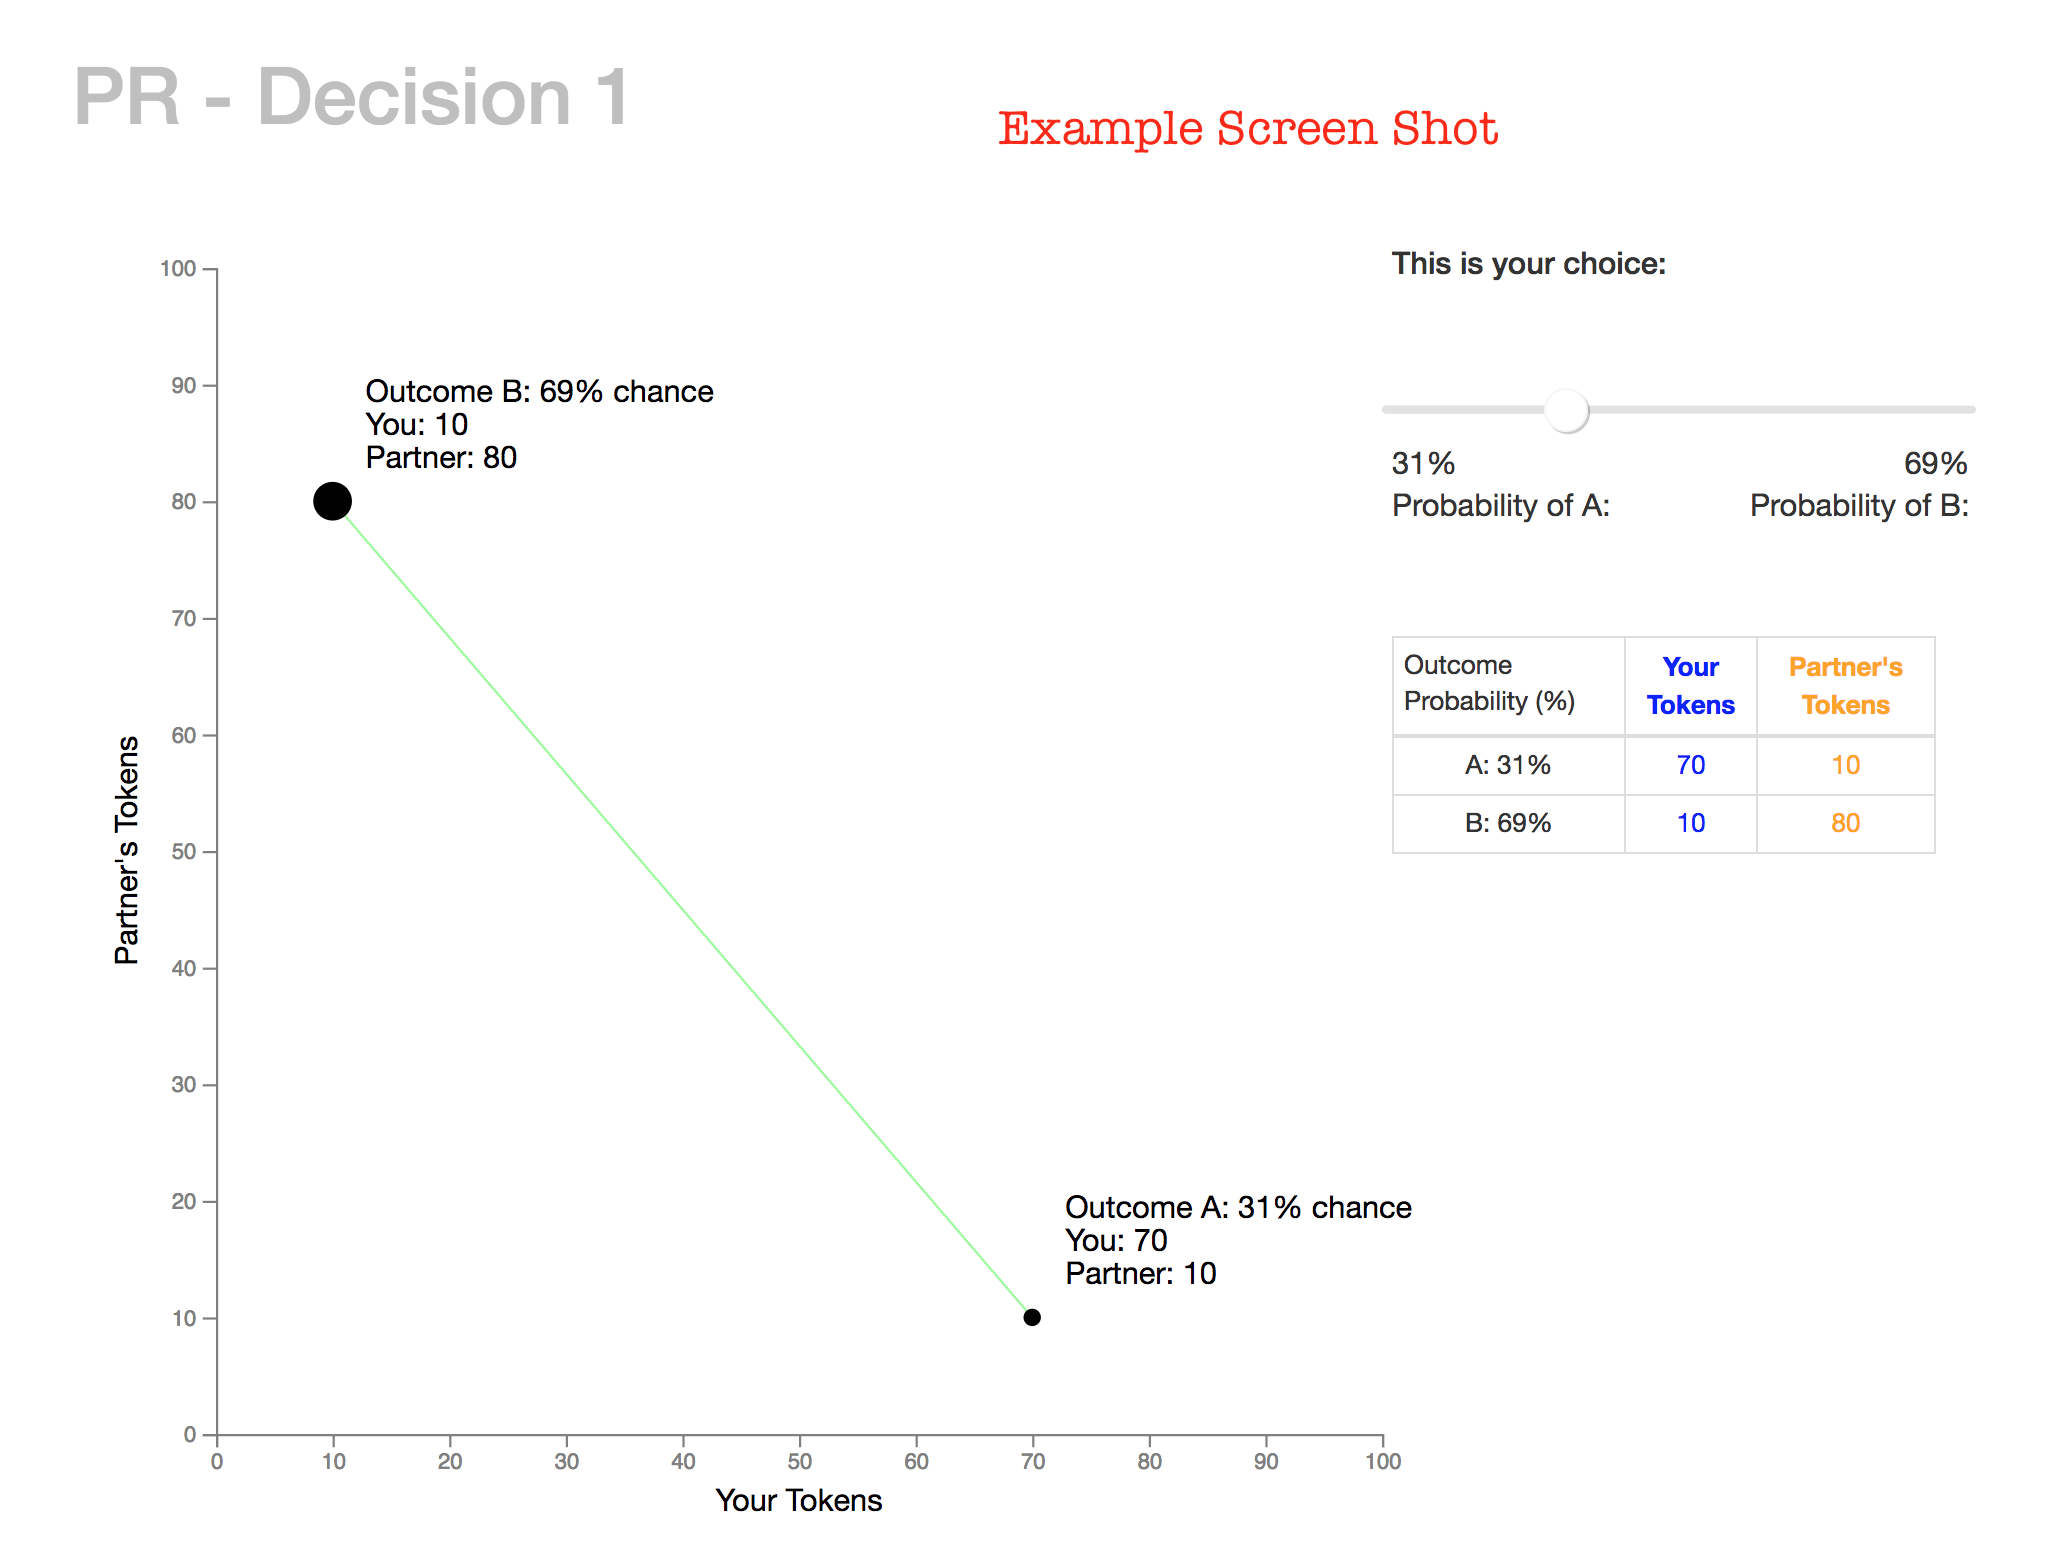 PR - Decision 1
Example Screen Shot
This is your choice:
31%
69%
Probability of A:
Probability of B:
Outcome
Probability (%)
Your
Tokens
Partner's
Tokens
A: 31%
70
10
B: 69%
10
80
Outcome B: 69% chance
You: 10
Partner: 80
Outcome A: 31% chance
You: 70
Partner: 10
Partner's Tokens
100
90
80
70
60
50
40
30
20
10
0
0
10
20
30
40
50
60
70
80
90
100
Your Tokens